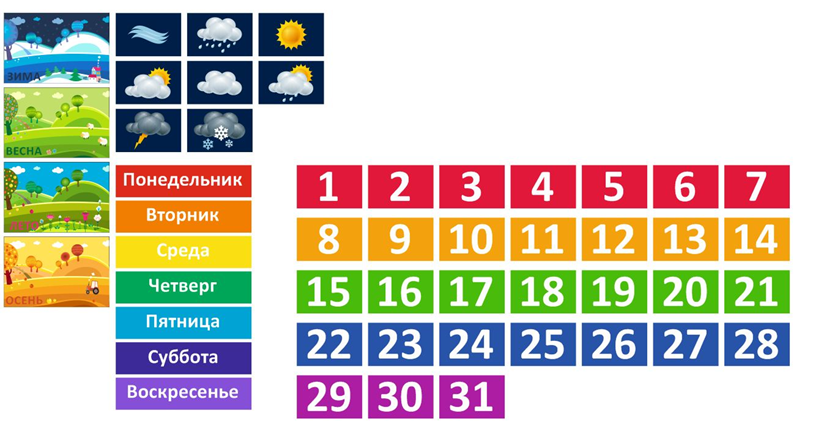 ЗИМА
ВЕСНА
ЛЕТО
ОСЕНЬ
Понедельник
Вторник
Среда
Четверг
Пятница
Суббота
Воскресенье
1 2 3 4 5 6 7
8 9 10 11 12 13 14
15 16 17 18 19 20 21
22 23 24 25 26 27 28
29 30 31